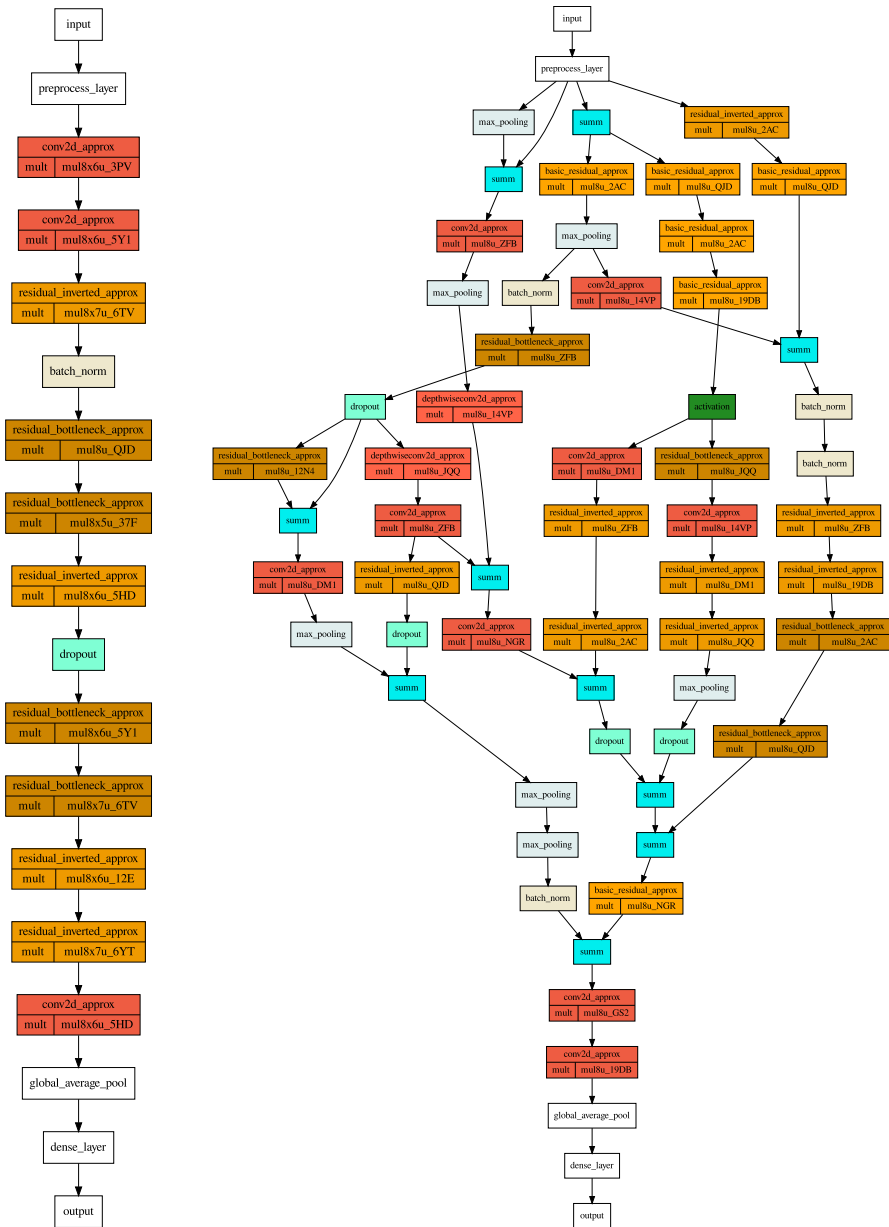 input
preprocess_layer
conv2d_approx
mult mul8x6u_3PV
conv2d_approx
mult mul8x6u_5Y1
residual_inverted_approx
mult mul8x7u_6TV
batch_norm
residual_bottleneck_approx
mult mul8u_QJD
residual_bottleneck_approx
mult mul8x5u_37F
residual_inverted_approx
mult mul8x6u_5HD
dropout
residual_bottleneck_approx
mult mul8x6u_5Y1
residual_bottleneck_approx
mult mul8x7u_6TV
residual_inverted_approx
mult mul8x6u_12E
residual_inverted_approx
mult mul8x7u_6YT
conv2d_approx
mult mul8x6u_5HD
global_average_pool
dense_layer
output
input
preprocess_layer
max_pooling
summ
residual_inverted_approx
mult mul8u_2AC
summ
basic_residual_approx
mult mul8u_2AC
basic_residual_approx
mult mul8u_QJD
basic_residual_approx
mult mul8u_QJD
conv2d_approx
mult mul8u_ZFB
max_pooling
basic_residual_approx
mult mul8u_2AC
max_pooling
batch_norm
conv2d_approx
mult mul8u_14VP
basic_residual_approx
mult mul8u_19DB
residual_bottleneck_approx
mult mul8u_ZFB
summ
dropout
depthwiseconv2d_approx
mult mul8u_14VP
activation
batch_norm
residual_bottleneck_approx
mult mul8u_12N4
depthwiseconv2d_approx
mult mul8u_JQQ
conv2d_approx
mult mul8u_DM1
residual_bottleneck_approx
mult mul8u_JQQ
batch_norm
summ
conv2d_approx
mult mul8u_ZFB
residual_inverted_approx
mult mul8u_ZFB
conv2d_approx
mult mul8u_14VP
residual_inverted_approx
mult mul8u_ZFB
conv2d_approx
mult mul8u_DM1
residual_inverted_approx
mult mul8u_QJD
summ
residual_inverted_approx
mult mul8u_DM1
residual_inverted_approx
mult mul8u_19DB
max_pooling
dropout
conv2d_approx
mult mul8u_NGR
residual_inverted_approx
mult mul8u_2AC
residual_inverted_approx
mult mul8u_JQQ
residual_bottleneck_approx
mult mul8u_2AC
summ
summ
max_pooling
dropout
dropout
residual_bottleneck_approx
mult mul8u_QJD
max_pooling
summ
max_pooling
summ
batch_norm
basic_residual_approx
mult mul8u_NGR
summ
conv2d_approx
mult mul8u_GS2
conv2d_approx
mult mul8u_19DB
global_average_pool
dense_layer
output